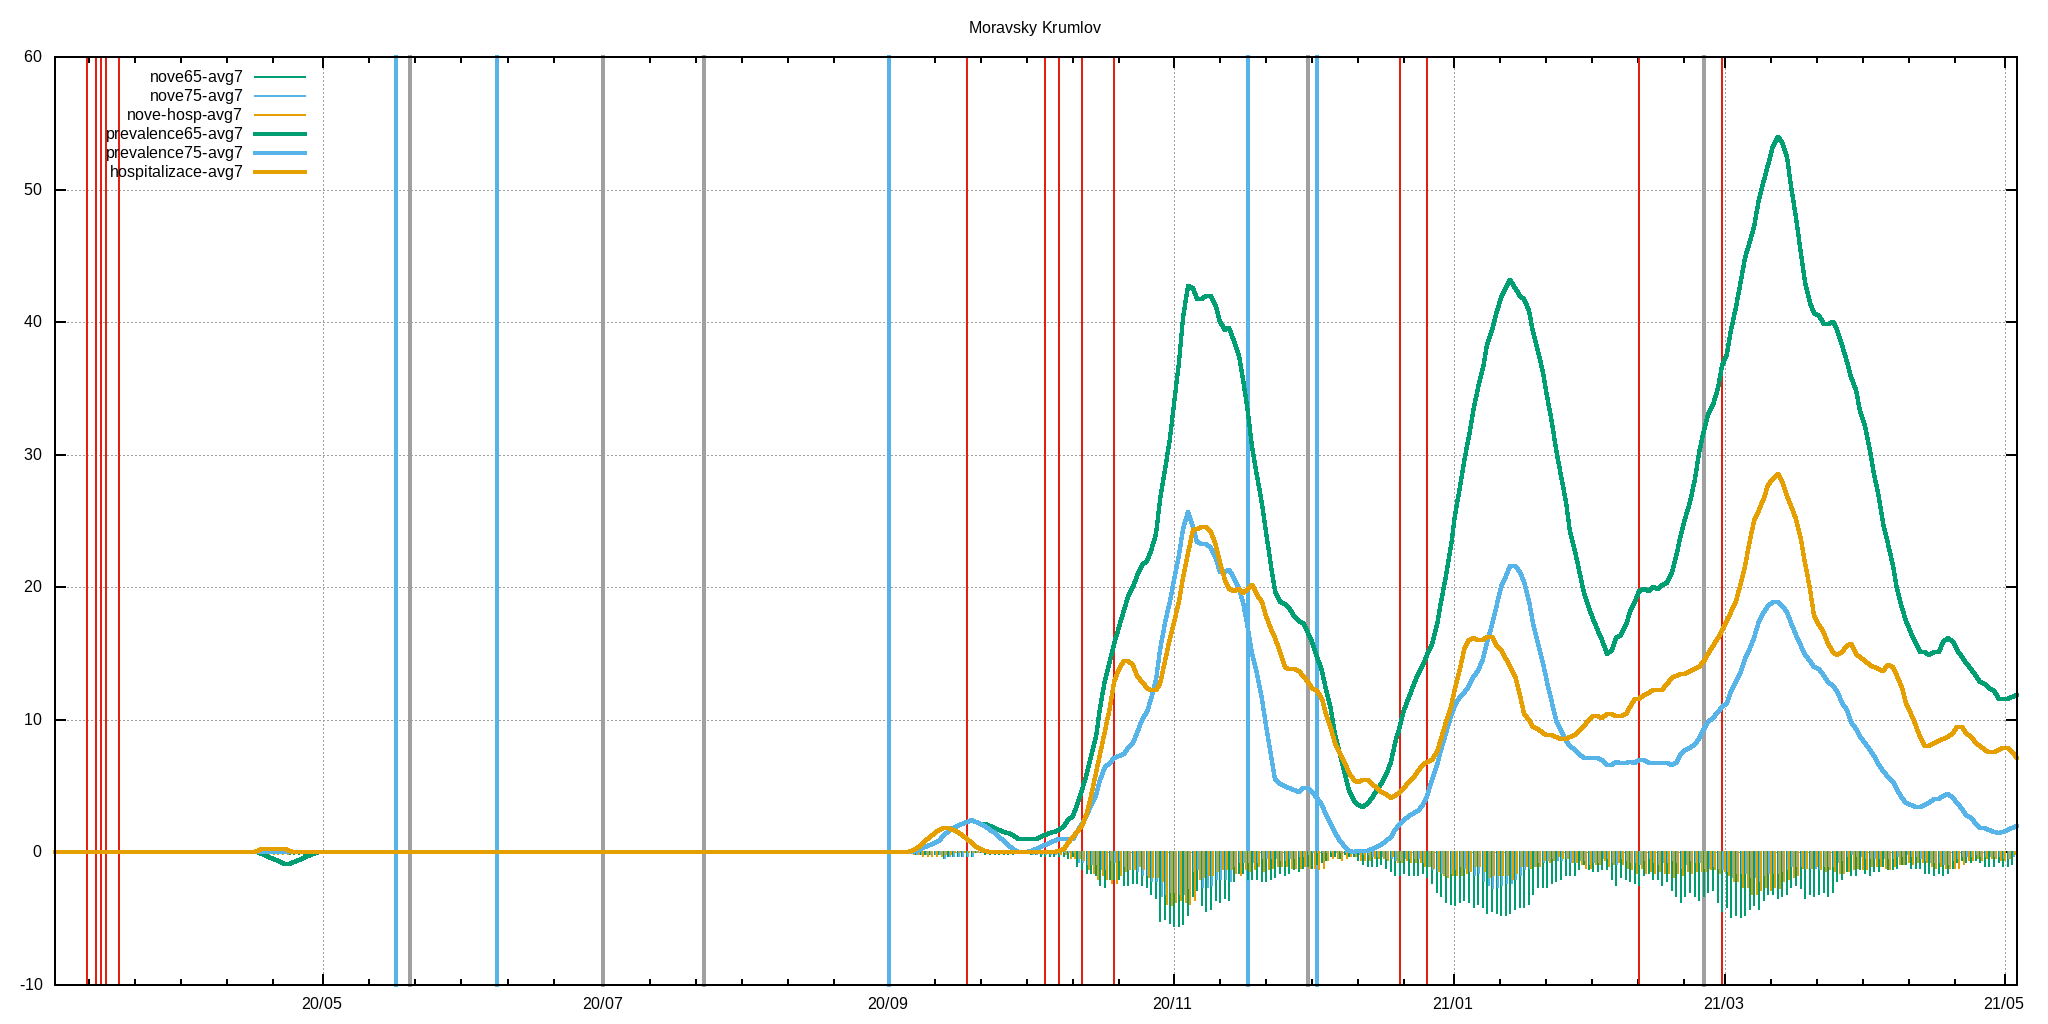 Moravsky Krumlov
60
50
40
30
20
10
0
-10
nove65-avg7
nove75-avg7
nove-hosp-avg7
prevalence65-avg7
prevalence75-avg7
hospitalizace-avg7
20/05 20/07 20/09 20/11 21/01 21/03 21/05